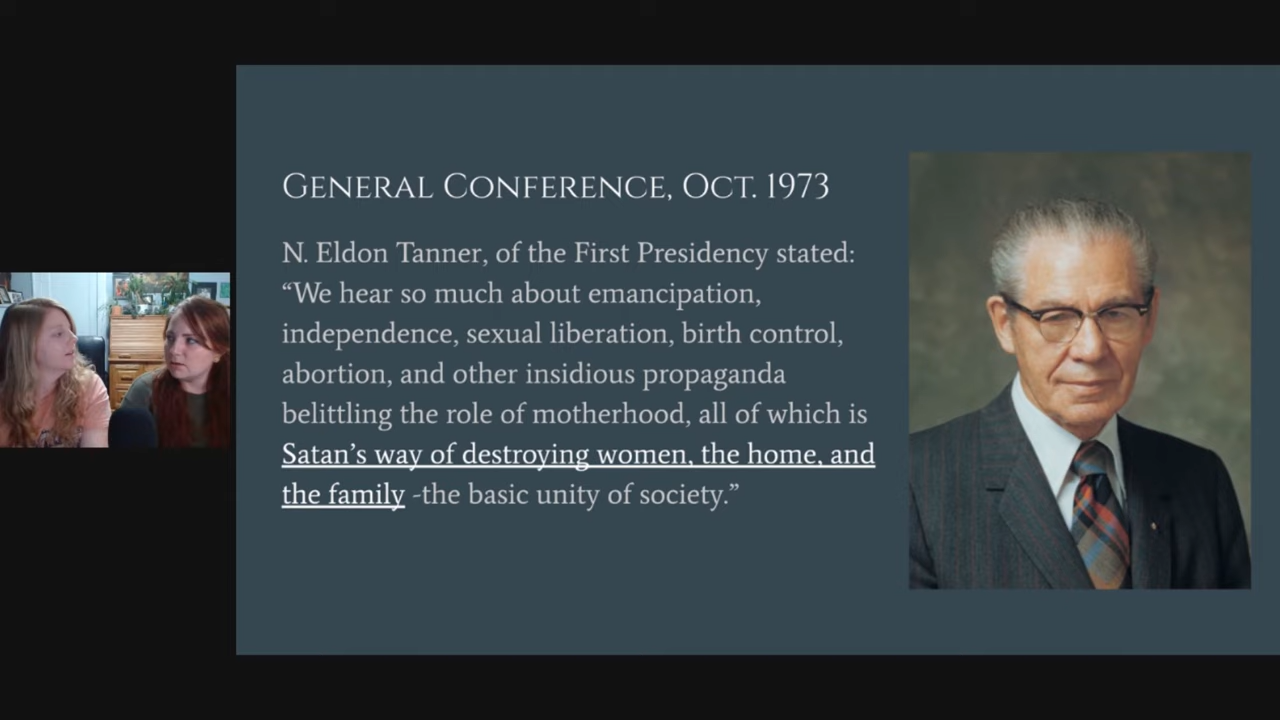 General Conference, Oct. 1973
N. Eldon Tanner, of the First Presidency stated:
“We hear so much about emancipation,
independence, sexual liberation, birth control,
abortion, and other insidious propaganda
belittling the role of motherhood, all of which is
Satan’s way of destroying women, the home, and
the family -the basic unity of society.”